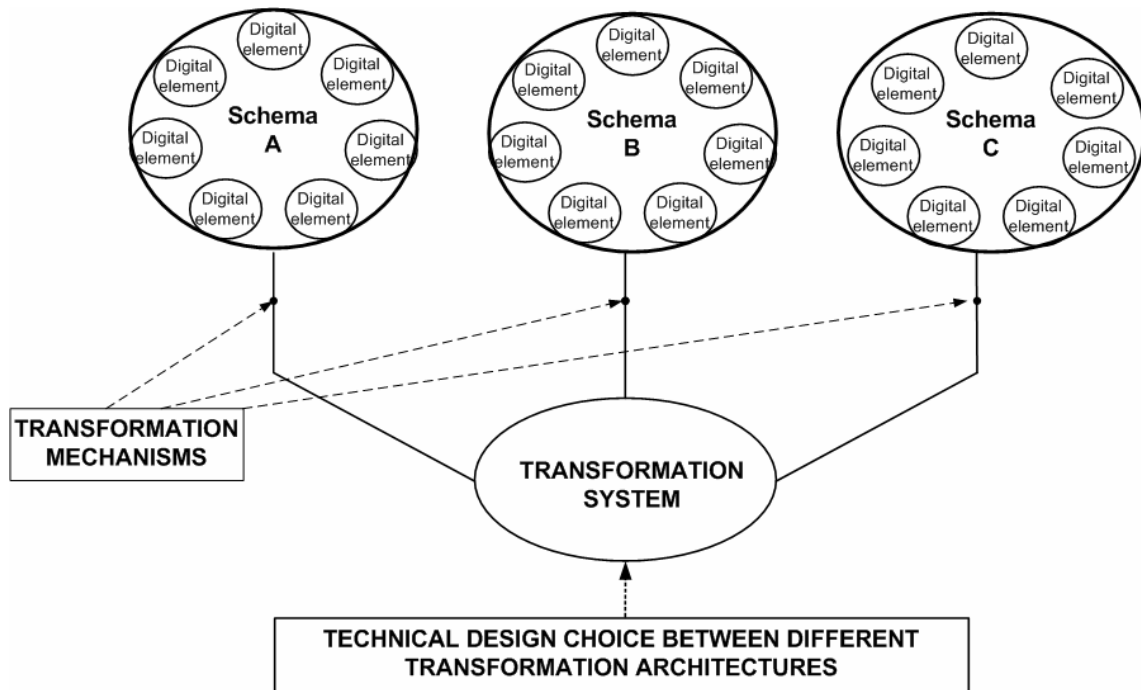 Digital
element
Digital
element
Digital
element
Digital
element
Digital
element
Digital
element
Digital
element
Schema
A
Digital
element
Digital
element
Digital
element
Digital
element
Digital
element
Digital
element
Digital
element
Schema
B
Digital
element
Digital
element
Digital
element
Digital
element
Digital
element
Digital
element
Digital
element
Schema
C
TRANSFORMATION
MECHANISMS
TRANSFORMATION
SYSTEM
TECHNICAL DESIGN CHOICE BETWEEN DIFFERENT
TRANSFORMATION ARCHITECTURES